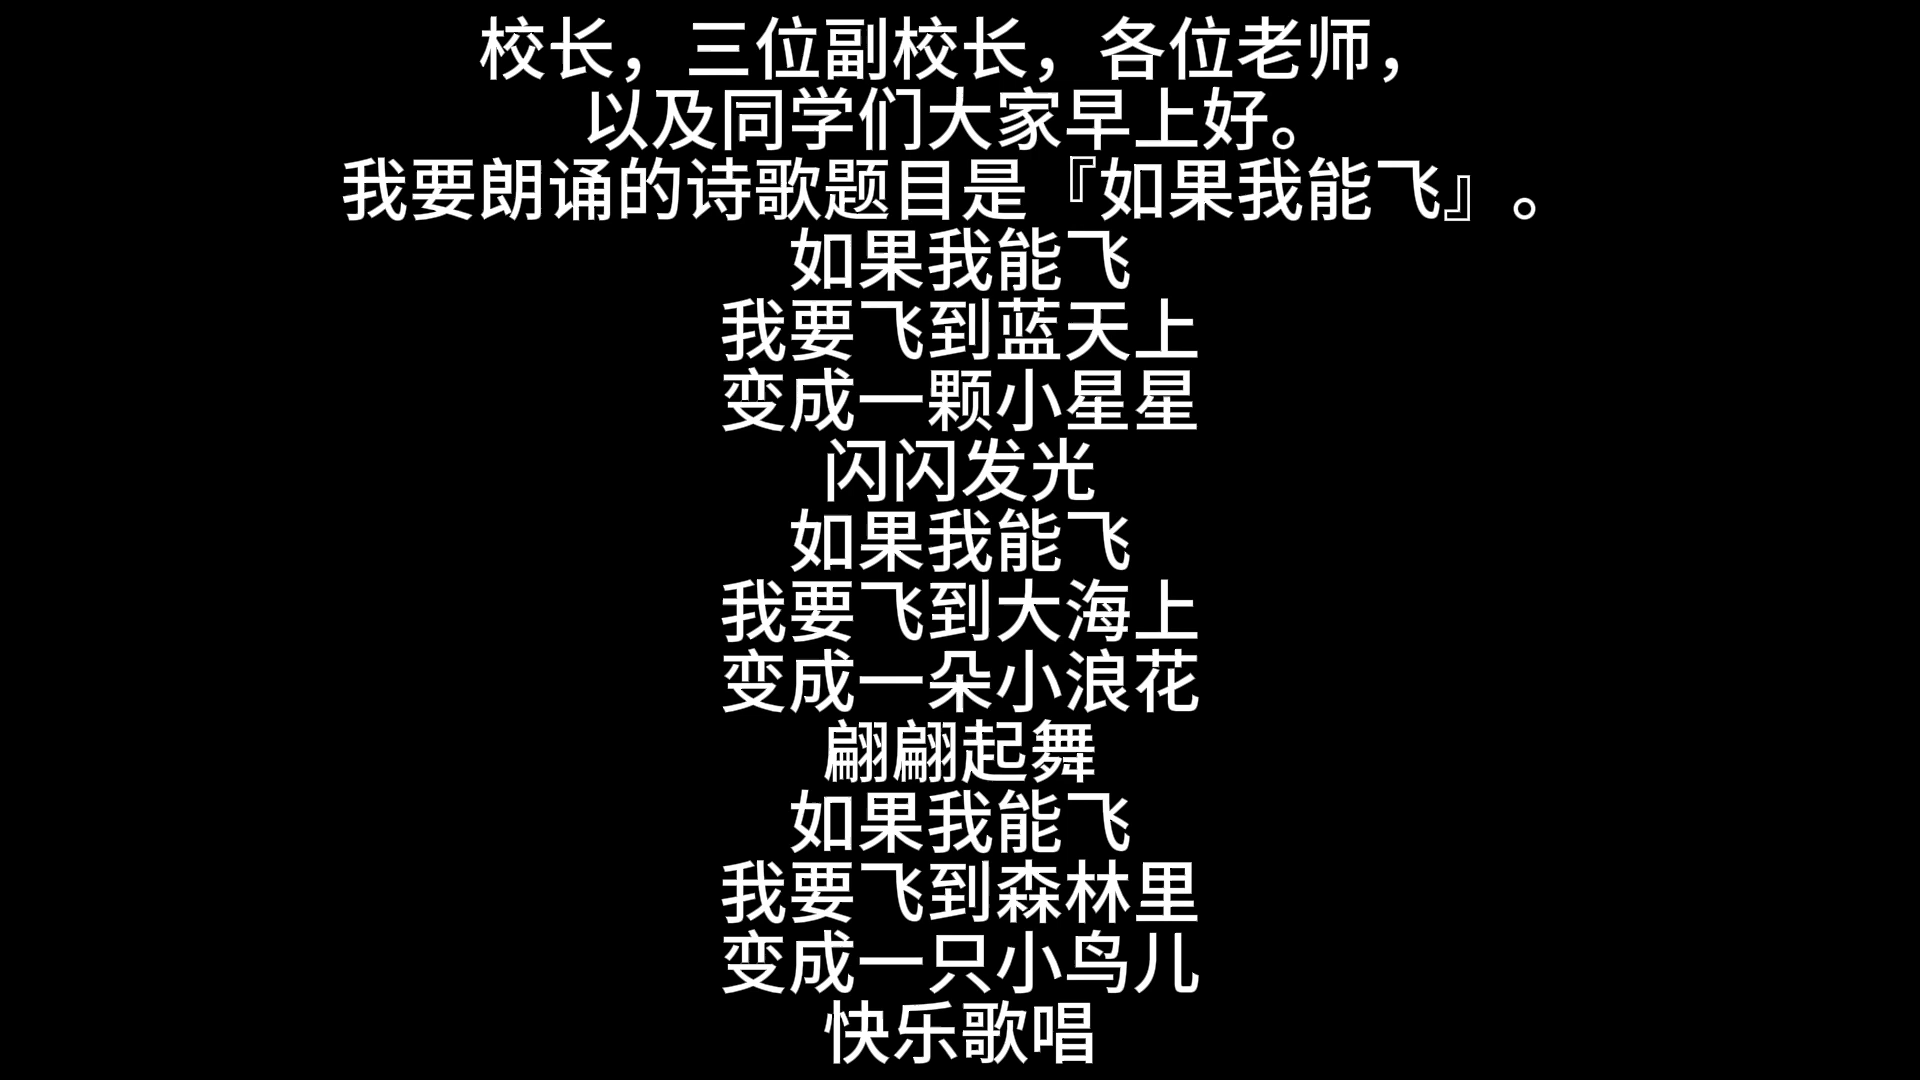 校长，三位副校长，各位老师，
以及同学们大家早上好。
我要朗诵的诗歌题目是『如果我能飞』。
如果我能飞
我要飞到蓝天上
变成一颗小星星
闪闪发光
如果我能飞
我要飞到大海上
变成一朵小浪花
翩翩起舞
如果我能飞
我要飞到森林里
变成一只小鸟儿
快乐歌唱